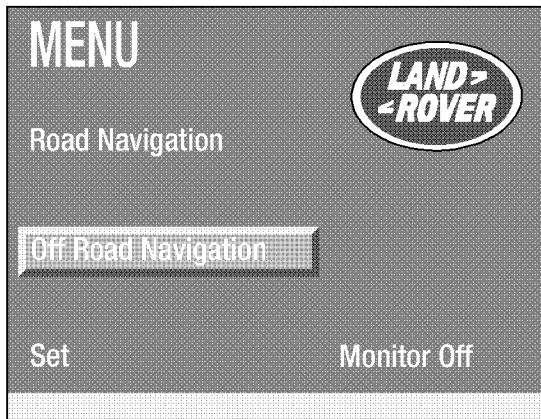 MENU
LAND
ROVER
Road Navigation
Off Road Navigation
Set
Monitor Off